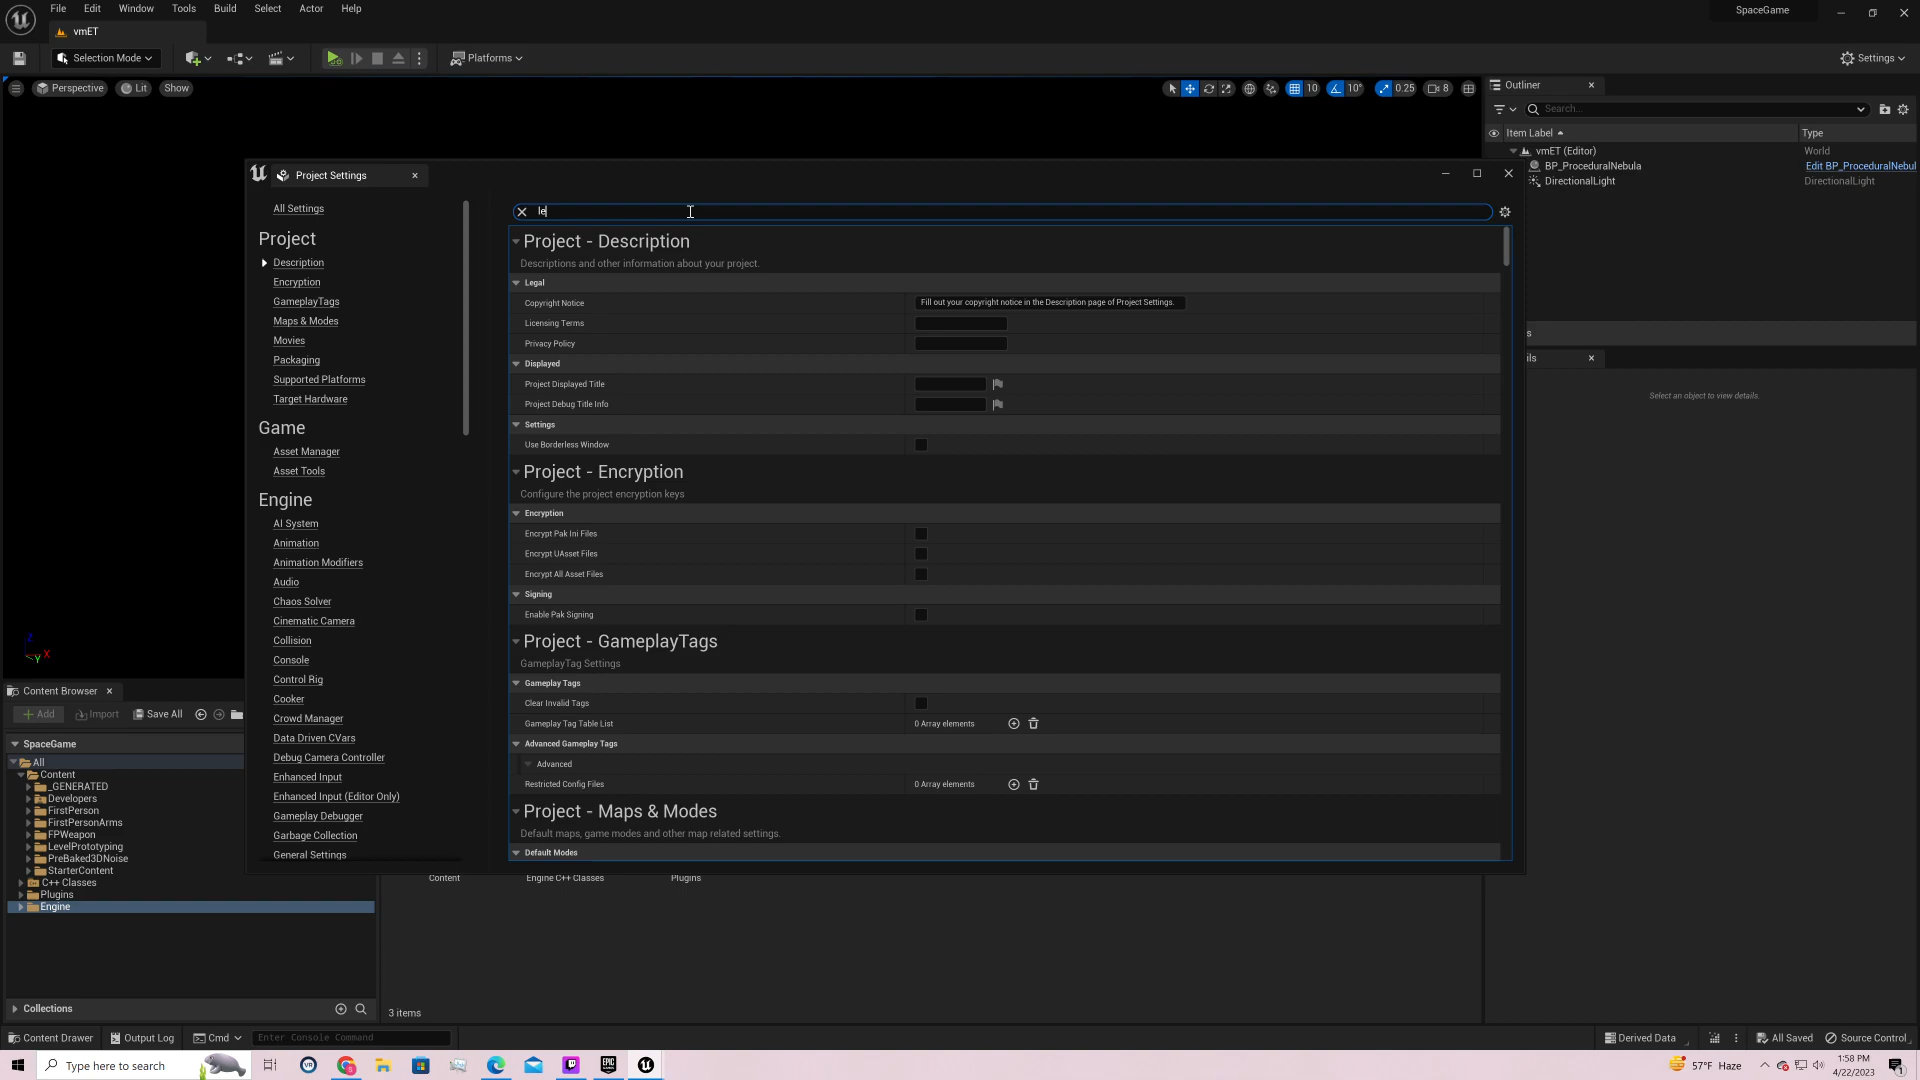 File Edit Window Tools Build Select Actor Help SpaceGame
vmET
Selection Mode Platforms Settings
Perspective Lit Show 10 10° 0.25 8
Outliner
Search...
Item Label Type
vmET (Editor) World
BP_ProceduralNebula Edit BP_ProceduralNebul
DirectionalLight DirectionalLight
s
ils
Select an object to view details.
Project Settings
All Settings
Project
Description
Encryption
GameplayTags
Maps & Modes
Movies
Packaging
Supported Platforms
Target Hardware
Game
Asset Manager
Asset Tools
Engine
AI System
Animation
Animation Modifiers
Audio
Chaos Solver
Cinematic Camera
Collision
Console
Control Rig
Cooker
Crowd Manager
Data Driven CVars
Debug Camera Controller
Enhanced Input
Enhanced Input (Editor Only)
Gameplay Debugger
Garbage Collection
General Settings
le
Project - Description
Descriptions and other information about your project.
Legal
Copyright Notice Fill out your copyright notice in the Description page of Project Settings.
Licensing Terms
Privacy Policy
Displayed
Project Displayed Title
Project Debug Title Info
Settings
Use Borderless Window
Project - Encryption
Configure the project encryption keys
Encryption
Encrypt Pak Ini Files
Encrypt UAsset Files
Encrypt All Asset Files
Signing
Enable Pak Signing
Project - GameplayTags
GameplayTag Settings
Gameplay Tags
Clear Invalid Tags
Gameplay Tag Table List 0 Array elements
Advanced Gameplay Tags
Advanced
Restricted Config Files 0 Array elements
Project - Maps & Modes
Default maps, game modes and other map related settings.
Default Modes
Z
X
Y
Content Browser
Add Import Save All
SpaceGame
All
Content
_GENERATED
Developers
FirstPerson
FirstPersonArms
FPWeapon
LevelPrototyping
PreBaked3DNoise
StarterContent
C++ Classes
Plugins
Engine
Content Engine C++ Classes Plugins
Collections
3 items
Content Drawer Output Log Cmd Enter Console Command Derived Data All Saved Source Control
Type here to search 57°F Haze
1:58 PM
4/22/2023